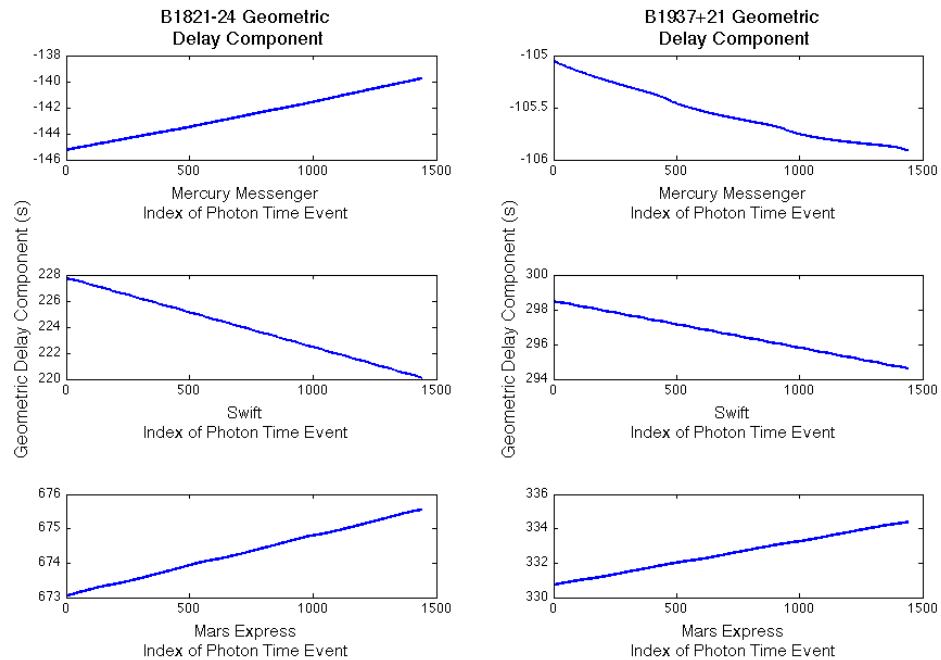 B1821-24 Geometric
Delay Component
-138
-140
-142
-144
-146
0
500
1000
1500
Mercury Messenger
Index of Photon Time Event
B1937+21 Geometric
Delay Component
-105
-105.5
-106
0
500
1000
1500
Mercury Messenger
Index of Photon Time Event
Geometric Delay Component (s)
228
226
224
222
220
0
500
1000
1500
Swift
Index of Photon Time Event
Geometric Delay Component (s)
300
298
296
294
0
500
1000
1500
Swift
Index of Photon Time Event
676
675
674
673
0
500
1000
1500
Mars Express
Index of Photon Time Event
336
334
332
330
0
500
1000
1500
Mars Express
Index of Photon Time Event